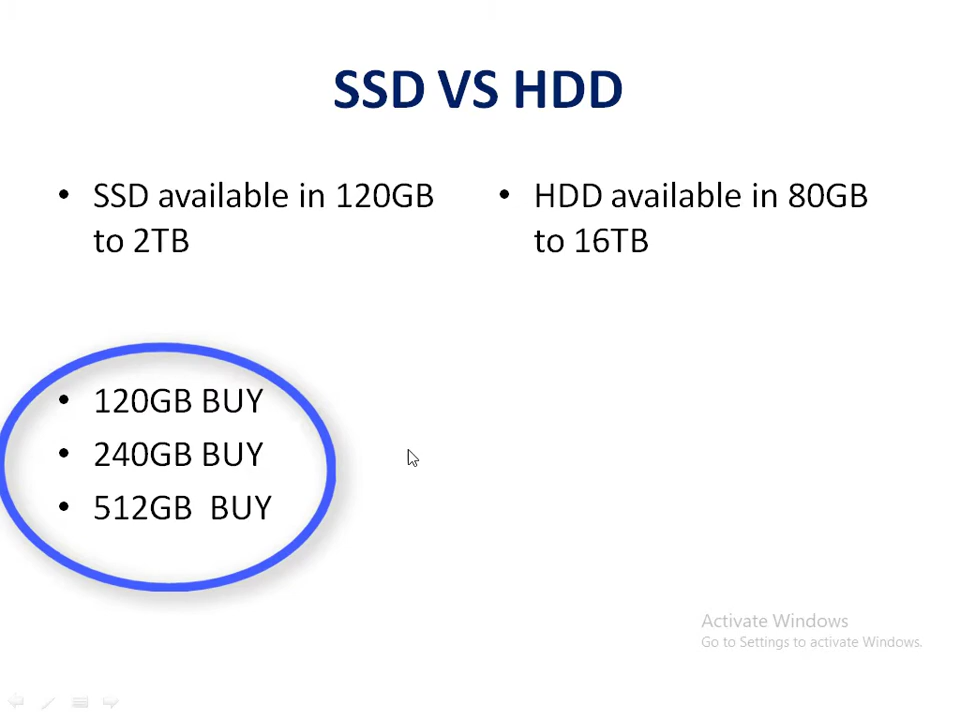 SSD VS HDD
• SSD available in 120GB
to 2TB
• HDD available in 80GB
to 16TB
• 120GB BUY
• 240GB BUY
• 512GB  BUY
Activate Windows
Go to Settings to activate Windows.